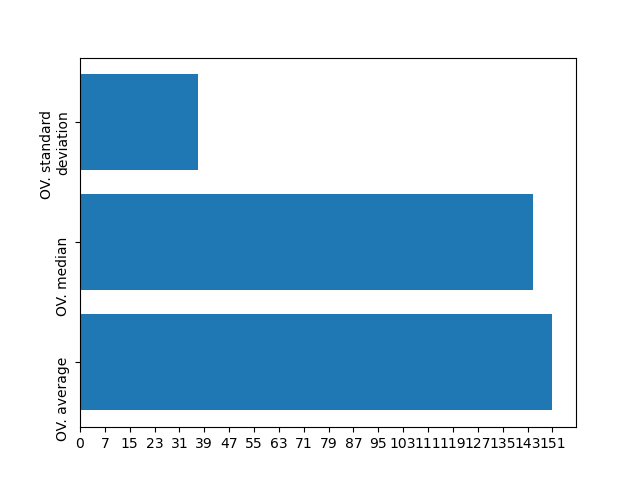 OV. standard
deviation
OV. median
OV. average
0 7 15 23 31 39 47 55 63 71 79 87 95 103 111 119 127 135 143 151